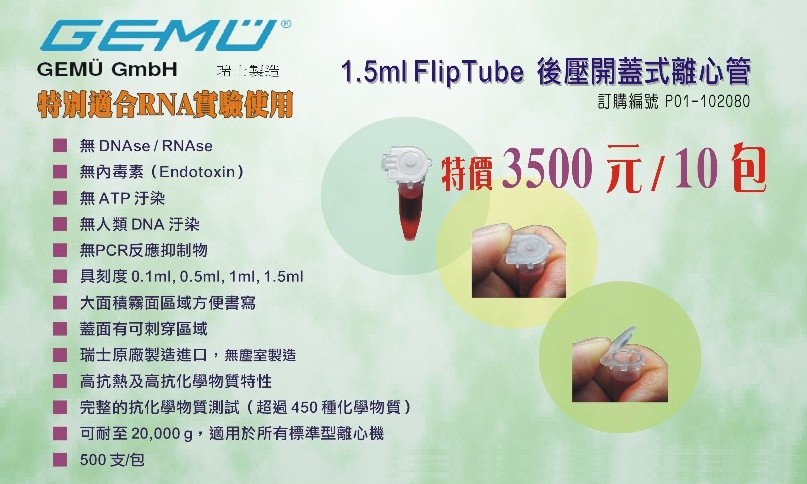 GEMÜ®
GEMÜ GmbH 瑞士製造
特別適合RNA實驗使用
1.5ml FlipTube 後壓開蓋式離心管
訂購編號 P01-102080
特價 3500 元 / 10 包
無 DNAse / RNAse
無內毒素（Endotoxin）
無 ATP 汙染
無人類 DNA 汙染
無PCR反應抑制物
具刻度 0.1ml, 0.5ml, 1ml, 1.5ml
大面積霧面區域方便書寫
蓋面有可刺穿區域
瑞士原廠製造進口，無塵室製造
高抗熱及高抗化學物質特性
完整的抗化學物質測試（超過 450 種化學物質）
可耐至 20,000 g，適用於所有標準型離心機
500 支/包